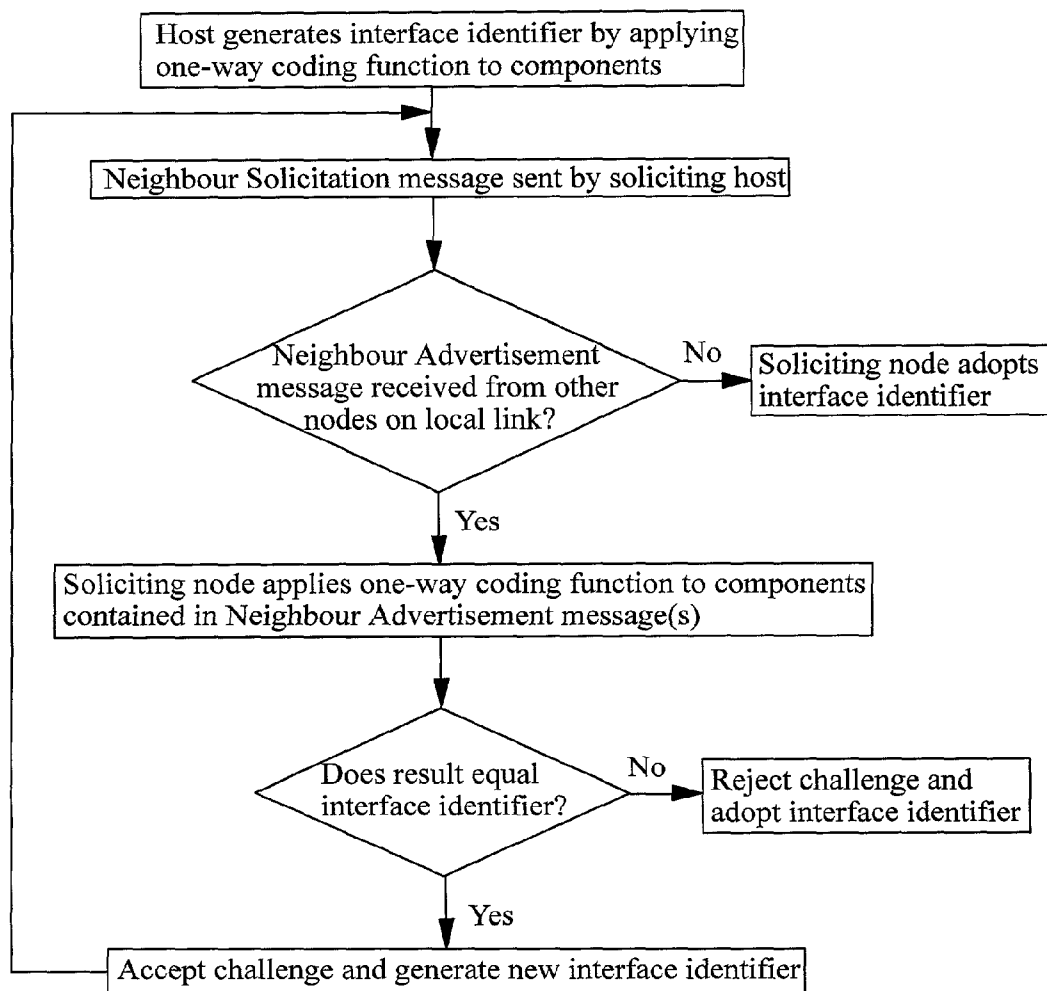 Host generates interface identifier by applying
one-way coding function to components
Neighbour Solicitation message sent by soliciting host
Neighbour Advertisement
message received from other
nodes on local link?
No
Soliciting node adopts
interface identifier
Yes
Soliciting node applies one-way coding function to components
contained in Neighbour Advertisement message(s)
Does result equal
interface identifier?
No
Reject challenge and
adopt interface identifier
Yes
Accept challenge and generate new interface identifier